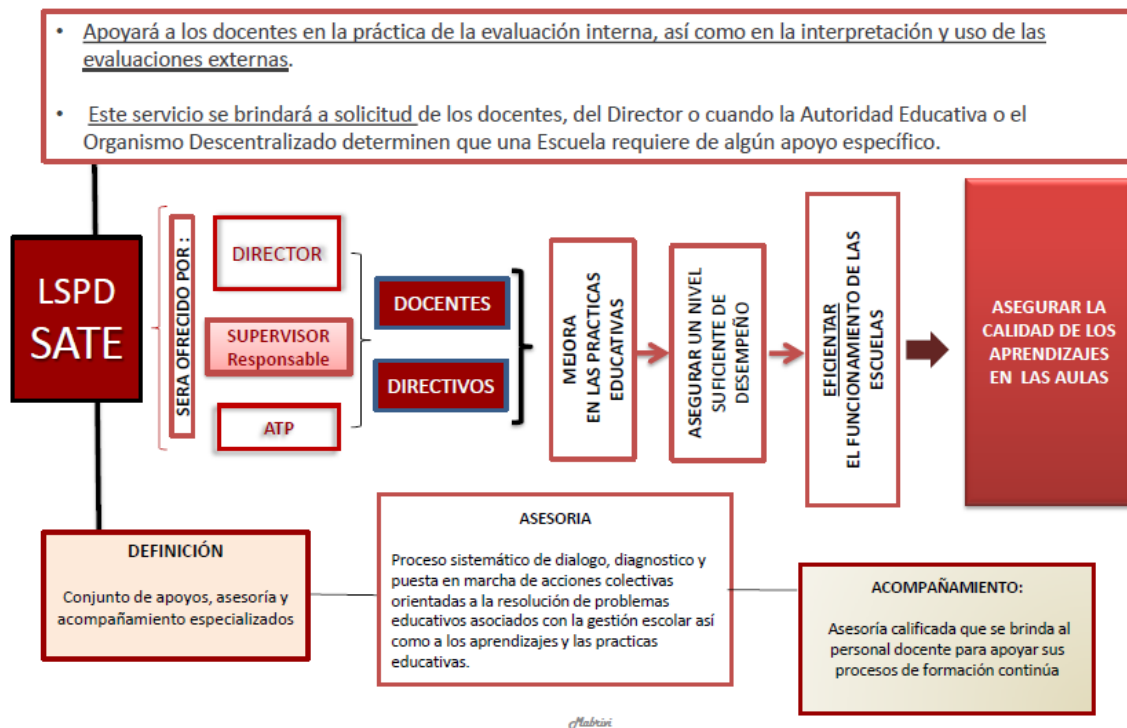 • Apoyará a los docentes en la práctica de la evaluación interna, así como en la interpretación y uso de las
evaluaciones externas.
• Este servicio se brindará a solicitud de los docentes, del Director o cuando la Autoridad Educativa o el
Organismo Descentralizado determinen que una Escuela requiere de algún apoyo específico.
LSPD
SATE
SERA OFRECIDO POR :
DIRECTOR
SUPERVISOR
Responsable
ATP
DOCENTES
DIRECTIVOS
MEJORA
EN LAS PRACTICAS
EDUCATIVAS
ASEGURAR UN NIVEL
SUFICIENTE DE
DESEMPEÑO
EFICIENTAR
EL FUNCIONAMIENTO DE LAS
ESCUELAS
ASEGURAR LA
CALIDAD DE LOS
APRENDIZAJES
EN LAS AULAS
DEFINICIÓN
Conjunto de apoyos, asesoría y
acompañamiento especializados
ASESORIA
Proceso sistemático de dialogo, diagnostico y
puesta en marcha de acciones colectivas
orientadas a la resolución de problemas
educativos asociados con la gestión escolar así
como a los aprendizajes y las practicas
educativas.
ACOMPAÑAMIENTO:
Asesoría calificada que se brinda al
personal docente para apoyar sus
procesos de formación continúa
Mabrivi